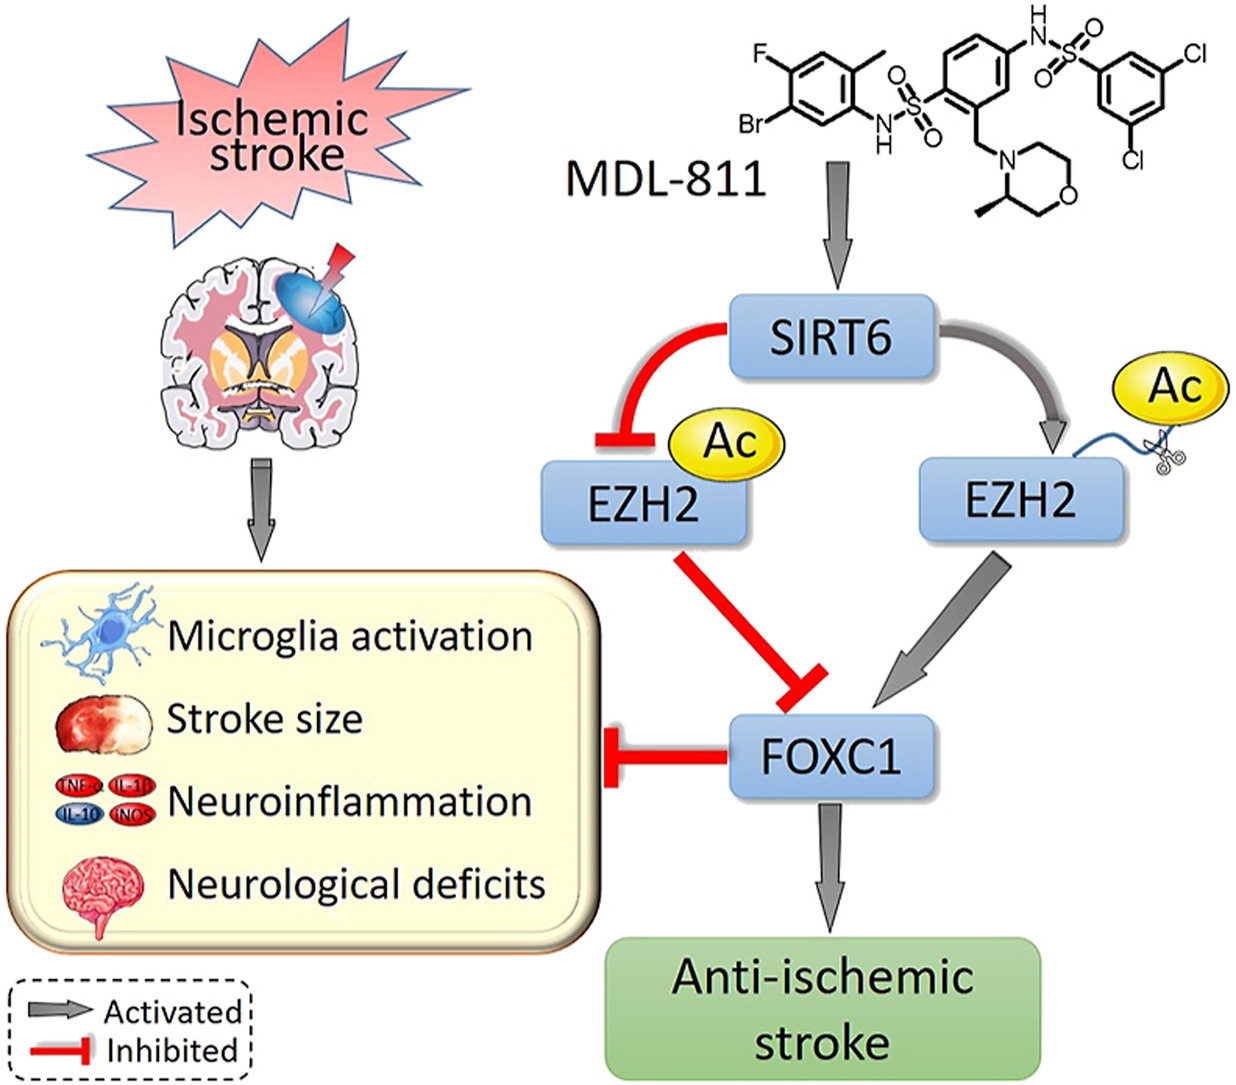 Ischemic
stroke
MDL-811
H
N
O
S
O
Cl
Cl
F
Br
N
H
O
S
O
N
O
SIRT6
Ac
EZH2
Ac
EZH2
FOXC1
Microglia activation
Stroke size
TNF-α IL-1β
IL-10 iNOS
Neuroinflammation
Neurological deficits
Anti-ischemic
stroke
Activated
Inhibited